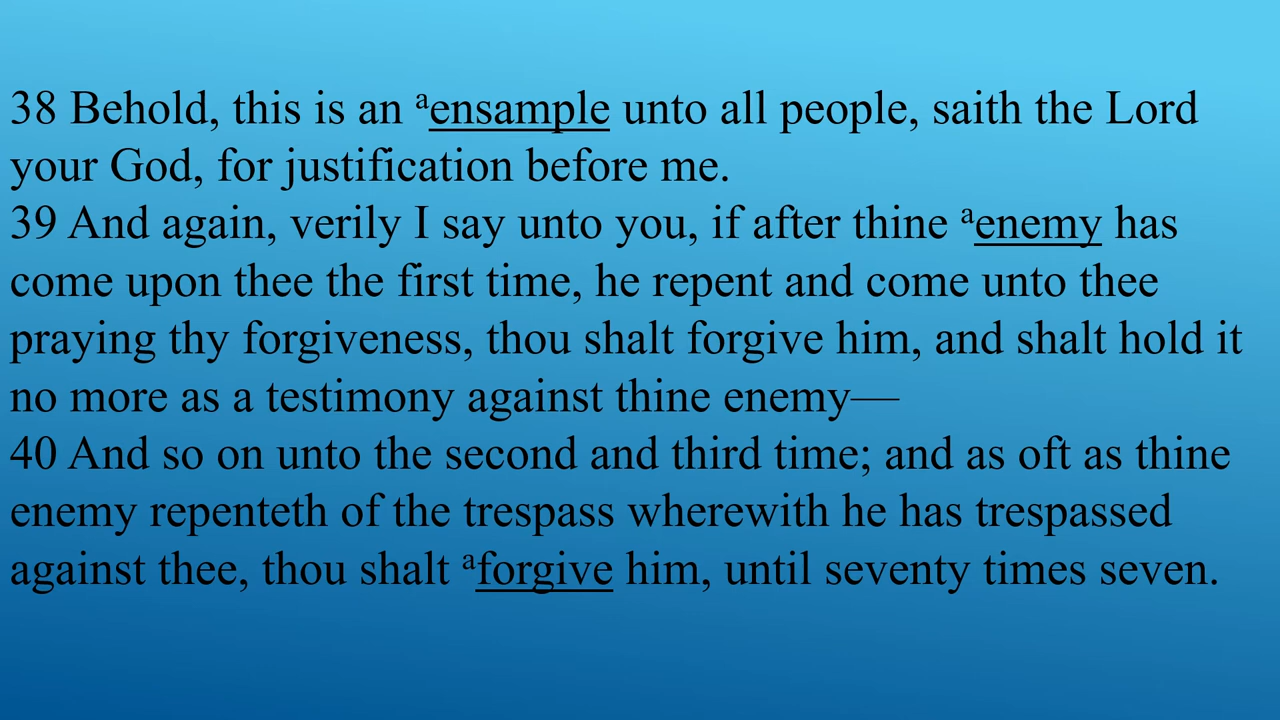 38 Behold, this is an ᵃensample unto all people, saith the Lord
your God, for justification before me.
39 And again, verily I say unto you, if after thine ᵃenemy has
come upon thee the first time, he repent and come unto thee
praying thy forgiveness, thou shalt forgive him, and shalt hold it
no more as a testimony against thine enemy—
40 And so on unto the second and third time; and as oft as thine
enemy repenteth of the trespass wherewith he has trespassed
against thee, thou shalt ᵃforgive him, until seventy times seven.